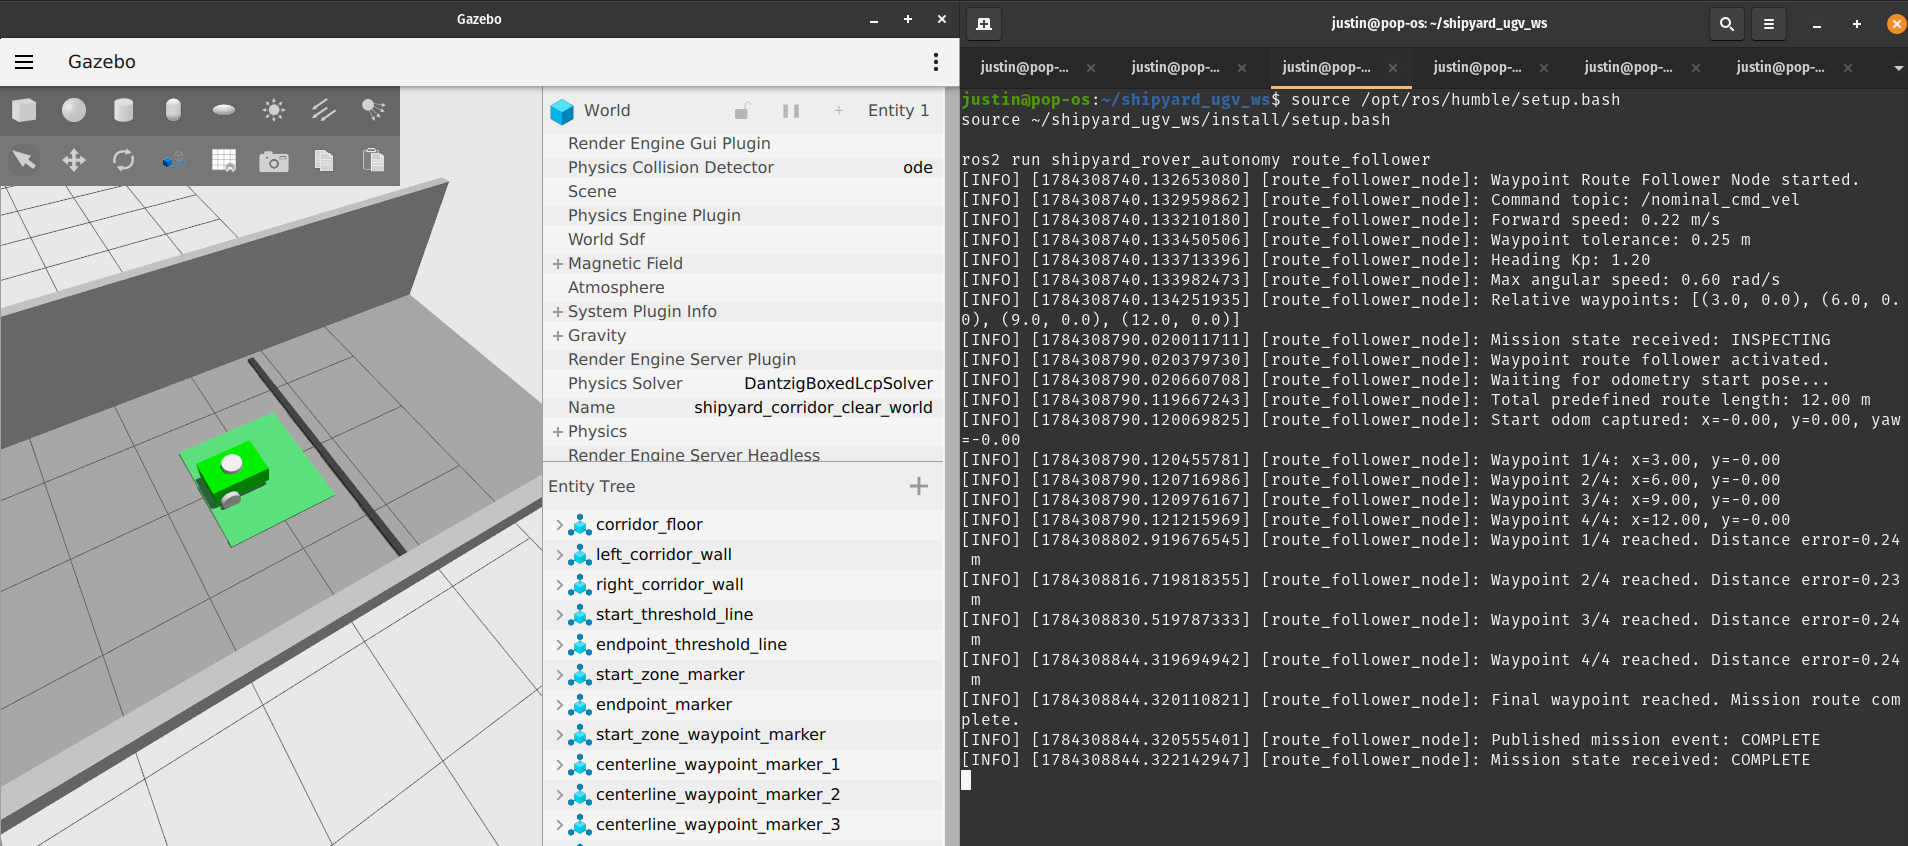 Gazebo
Gazebo
World
Entity 1
Render Engine Gui Plugin
Physics Collision Detector
ode
Scene
Physics Engine Plugin
World Sdf
Magnetic Field
Atmosphere
System Plugin Info
Gravity
Render Engine Server Plugin
Physics Solver
DantzigBoxedLcpSolver
Name
shipyard_corridor_clear_world
Physics
Render Engine Server Headless
Entity Tree
corridor_floor
left_corridor_wall
right_corridor_wall
start_threshold_line
endpoint_threshold_line
start_zone_marker
endpoint_marker
start_zone_waypoint_marker
centerline_waypoint_marker_1
centerline_waypoint_marker_2
centerline_waypoint_marker_3
justin@pop-os: ~/shipyard_ugv_ws
justin@pop-...
justin@pop-...
justin@pop-...
justin@pop-...
justin@pop-...
justin@pop-...
justin@pop-os:~/shipyard_ugv_ws$ source /opt/ros/humble/setup.bash
source ~/shipyard_ugv_ws/install/setup.bash
ros2 run shipyard_rover_autonomy route_follower
[INFO] [1784308740.132653080] [route_follower_node]: Waypoint Route Follower Node started.
[INFO] [1784308740.132959862] [route_follower_node]: Command topic: /nominal_cmd_vel
[INFO] [1784308740.133210180] [route_follower_node]: Forward speed: 0.22 m/s
[INFO] [1784308740.133450506] [route_follower_node]: Waypoint tolerance: 0.25 m
[INFO] [1784308740.133713396] [route_follower_node]: Heading Kp: 1.20
[INFO] [1784308740.133982473] [route_follower_node]: Max angular speed: 0.60 rad/s
[INFO] [1784308740.134251935] [route_follower_node]: Relative waypoints: [(3.0, 0.0), (6.0, 0.
0), (9.0, 0.0), (12.0, 0.0)]
[INFO] [1784308790.020011711] [route_follower_node]: Mission state received: INSPECTING
[INFO] [1784308790.020379730] [route_follower_node]: Waypoint route follower activated.
[INFO] [1784308790.020660708] [route_follower_node]: Waiting for odometry start pose...
[INFO] [1784308790.119667243] [route_follower_node]: Total predefined route length: 12.00 m
[INFO] [1784308790.120069825] [route_follower_node]: Start odom captured: x=-0.00, y=0.00, yaw
=-0.00
[INFO] [1784308790.120455781] [route_follower_node]: Waypoint 1/4: x=3.00, y=-0.00
[INFO] [1784308790.120716986] [route_follower_node]: Waypoint 2/4: x=6.00, y=-0.00
[INFO] [1784308790.120976167] [route_follower_node]: Waypoint 3/4: x=9.00, y=-0.00
[INFO] [1784308790.121215969] [route_follower_node]: Waypoint 4/4: x=12.00, y=-0.00
[INFO] [1784308802.919676545] [route_follower_node]: Waypoint 1/4 reached. Distance error=0.24
m
[INFO] [1784308816.719818355] [route_follower_node]: Waypoint 2/4 reached. Distance error=0.23
m
[INFO] [1784308830.519787333] [route_follower_node]: Waypoint 3/4 reached. Distance error=0.24
m
[INFO] [1784308844.319694942] [route_follower_node]: Waypoint 4/4 reached. Distance error=0.24
m
[INFO] [1784308844.320110821] [route_follower_node]: Final waypoint reached. Mission route com
plete.
[INFO] [1784308844.320555401] [route_follower_node]: Published mission event: COMPLETE
[INFO] [1784308844.322142947] [route_follower_node]: Mission state received: COMPLETE